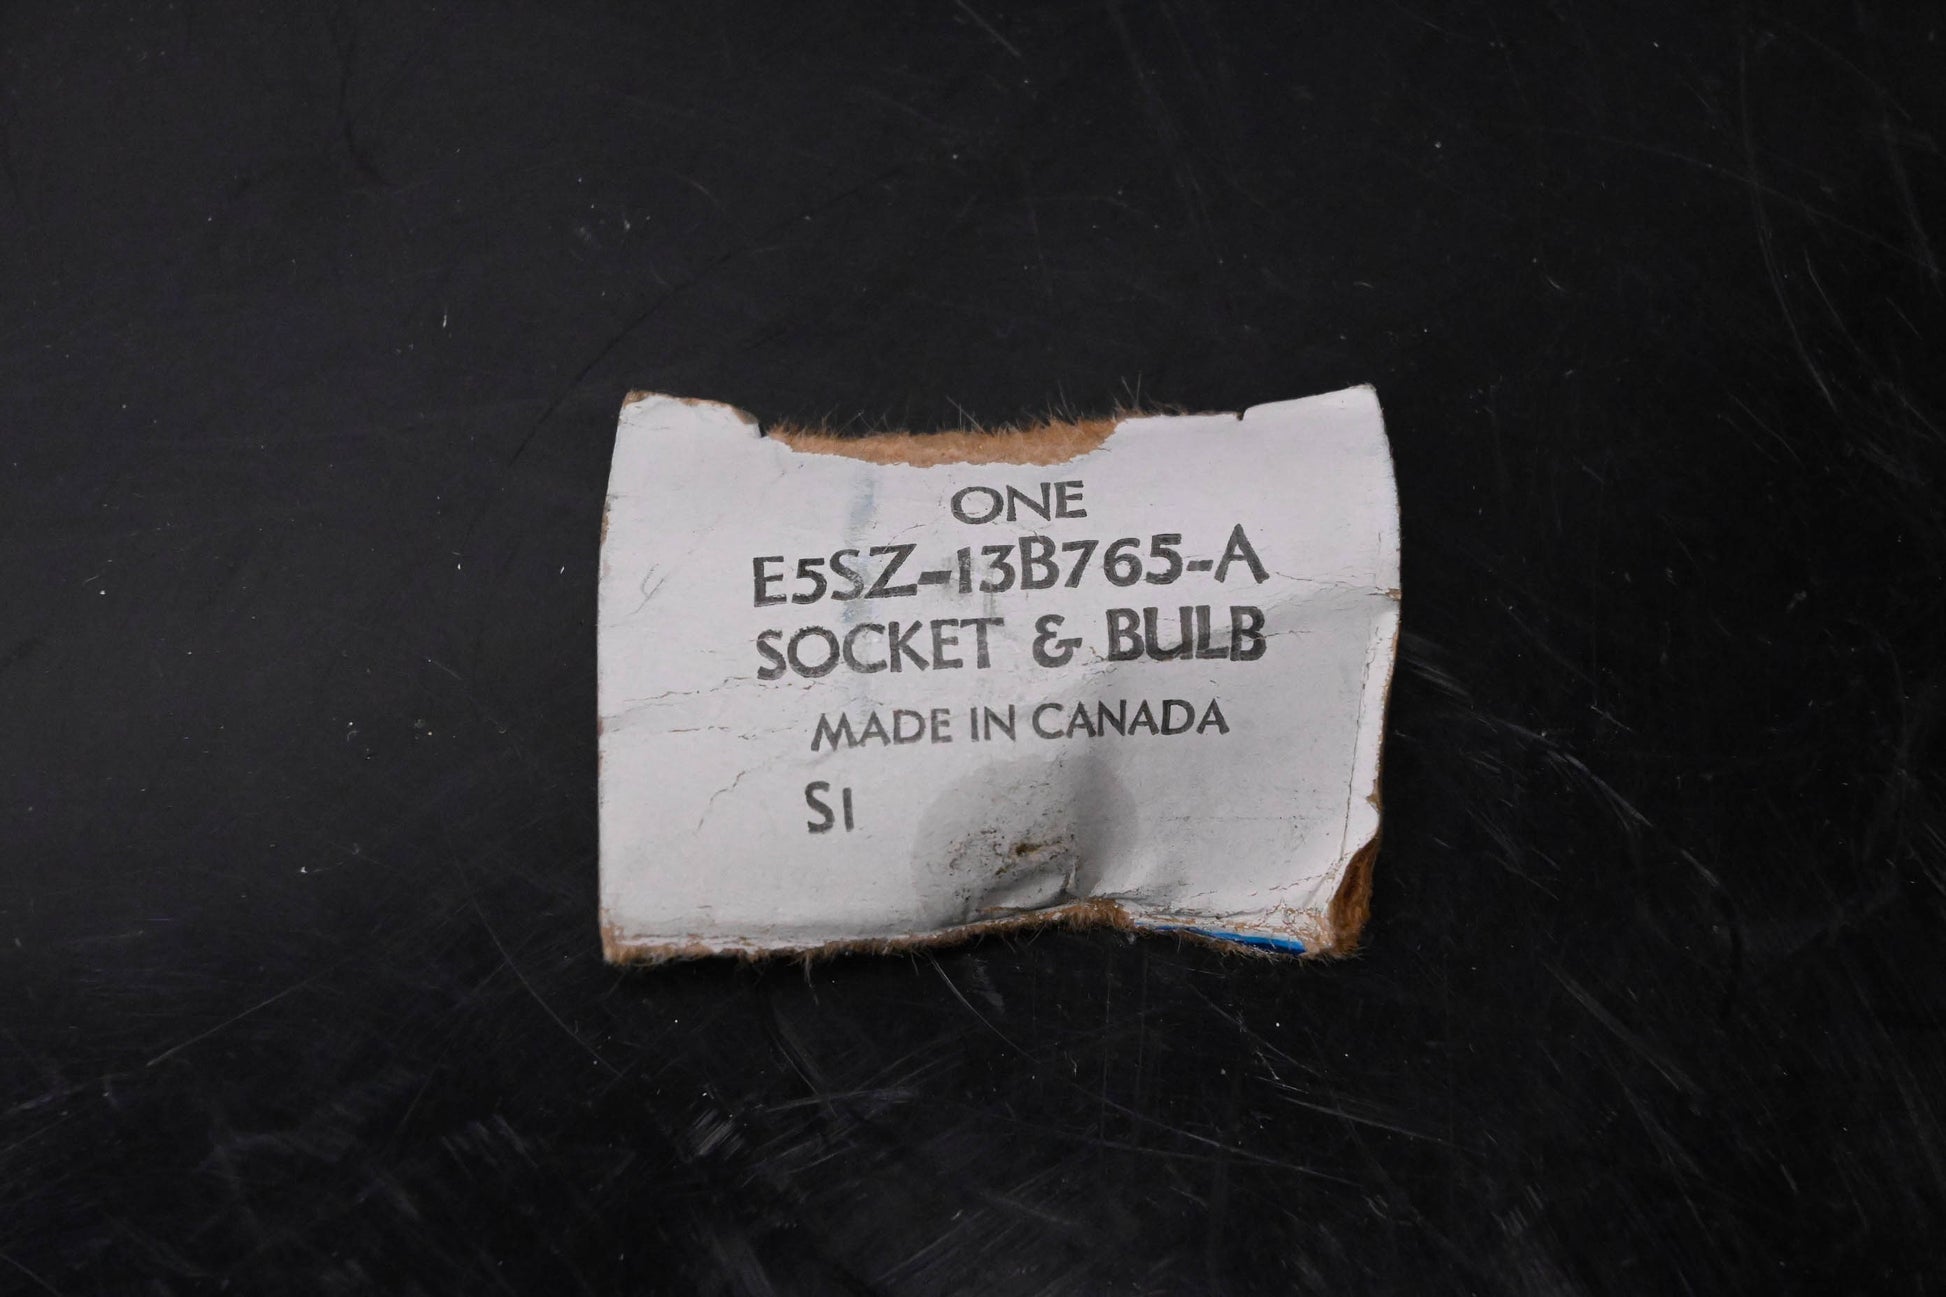 ONE
E5SZ-13B765-A
SOCKET & BULB
MADE IN CANADA
S1